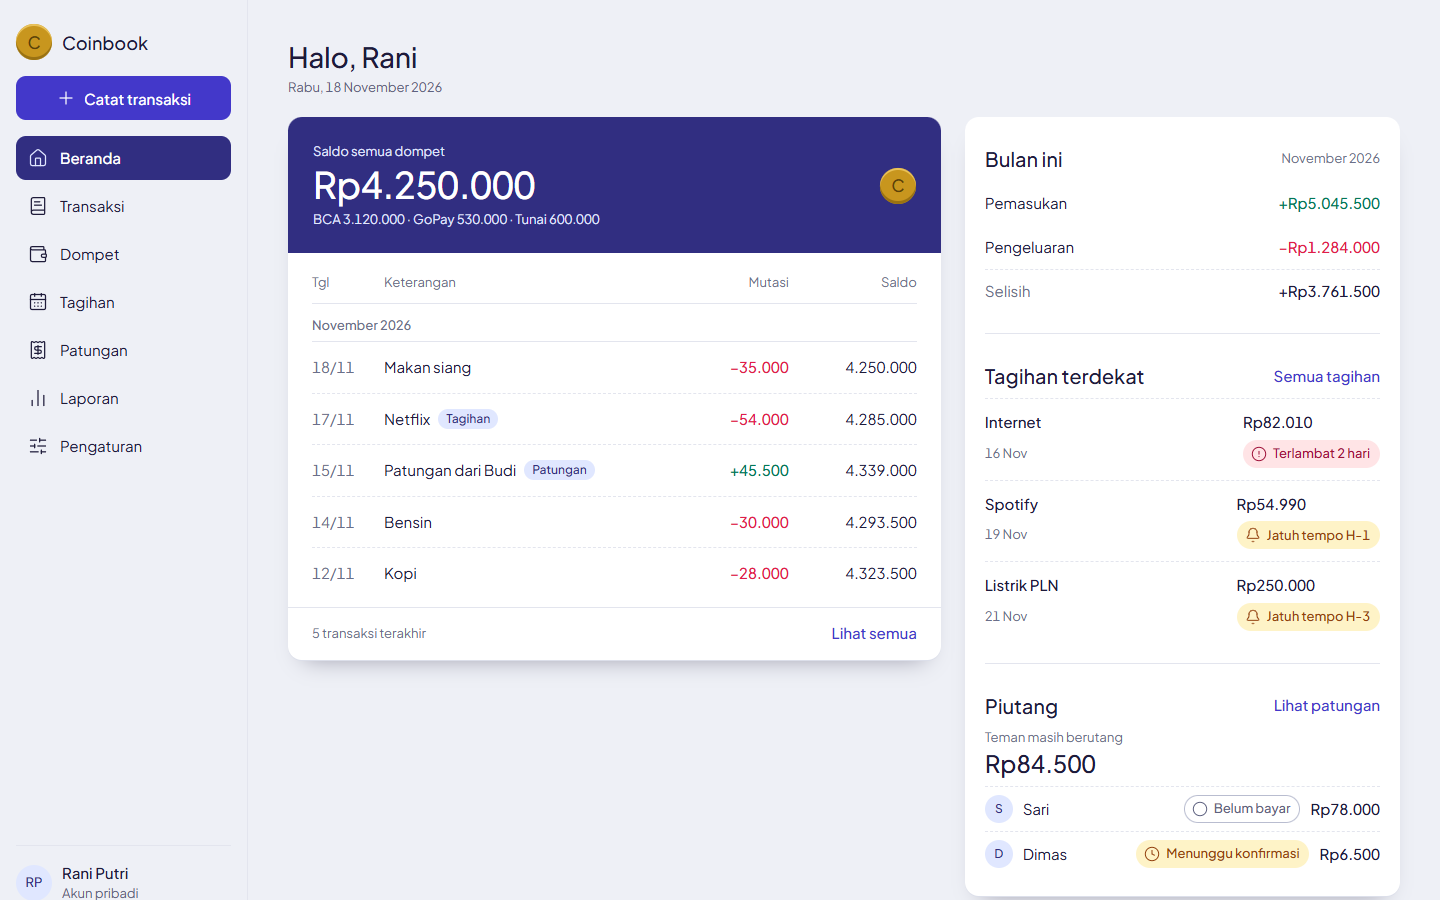 C Coinbook
Catat transaksi
Beranda
Transaksi
Dompet
Tagihan
Patungan
Laporan
Pengaturan
RP Rani Putri
Akun pribadi
Halo, Rani
Rabu, 18 November 2026
Saldo semua dompet
Rp4.250.000
BCA 3.120.000 · GoPay 530.000 · Tunai 600.000
C
Tgl Keterangan Mutasi Saldo
November 2026
18/11 Makan siang −35.000 4.250.000
17/11 Netflix Tagihan −54.000 4.285.000
15/11 Patungan dari Budi Patungan +45.500 4.339.000
14/11 Bensin −30.000 4.293.500
12/11 Kopi −28.000 4.323.500
5 transaksi terakhir Lihat semua
Bulan ini November 2026
Pemasukan +Rp5.045.500
Pengeluaran −Rp1.284.000
Selisih +Rp3.761.500
Tagihan terdekat Semua tagihan
Internet Rp82.010
16 Nov Terlambat 2 hari
Spotify Rp54.990
19 Nov Jatuh tempo H-1
Listrik PLN Rp250.000
21 Nov Jatuh tempo H-3
Piutang Lihat patungan
Teman masih berutang
Rp84.500
S Sari Belum bayar Rp78.000
D Dimas Menunggu konfirmasi Rp6.500